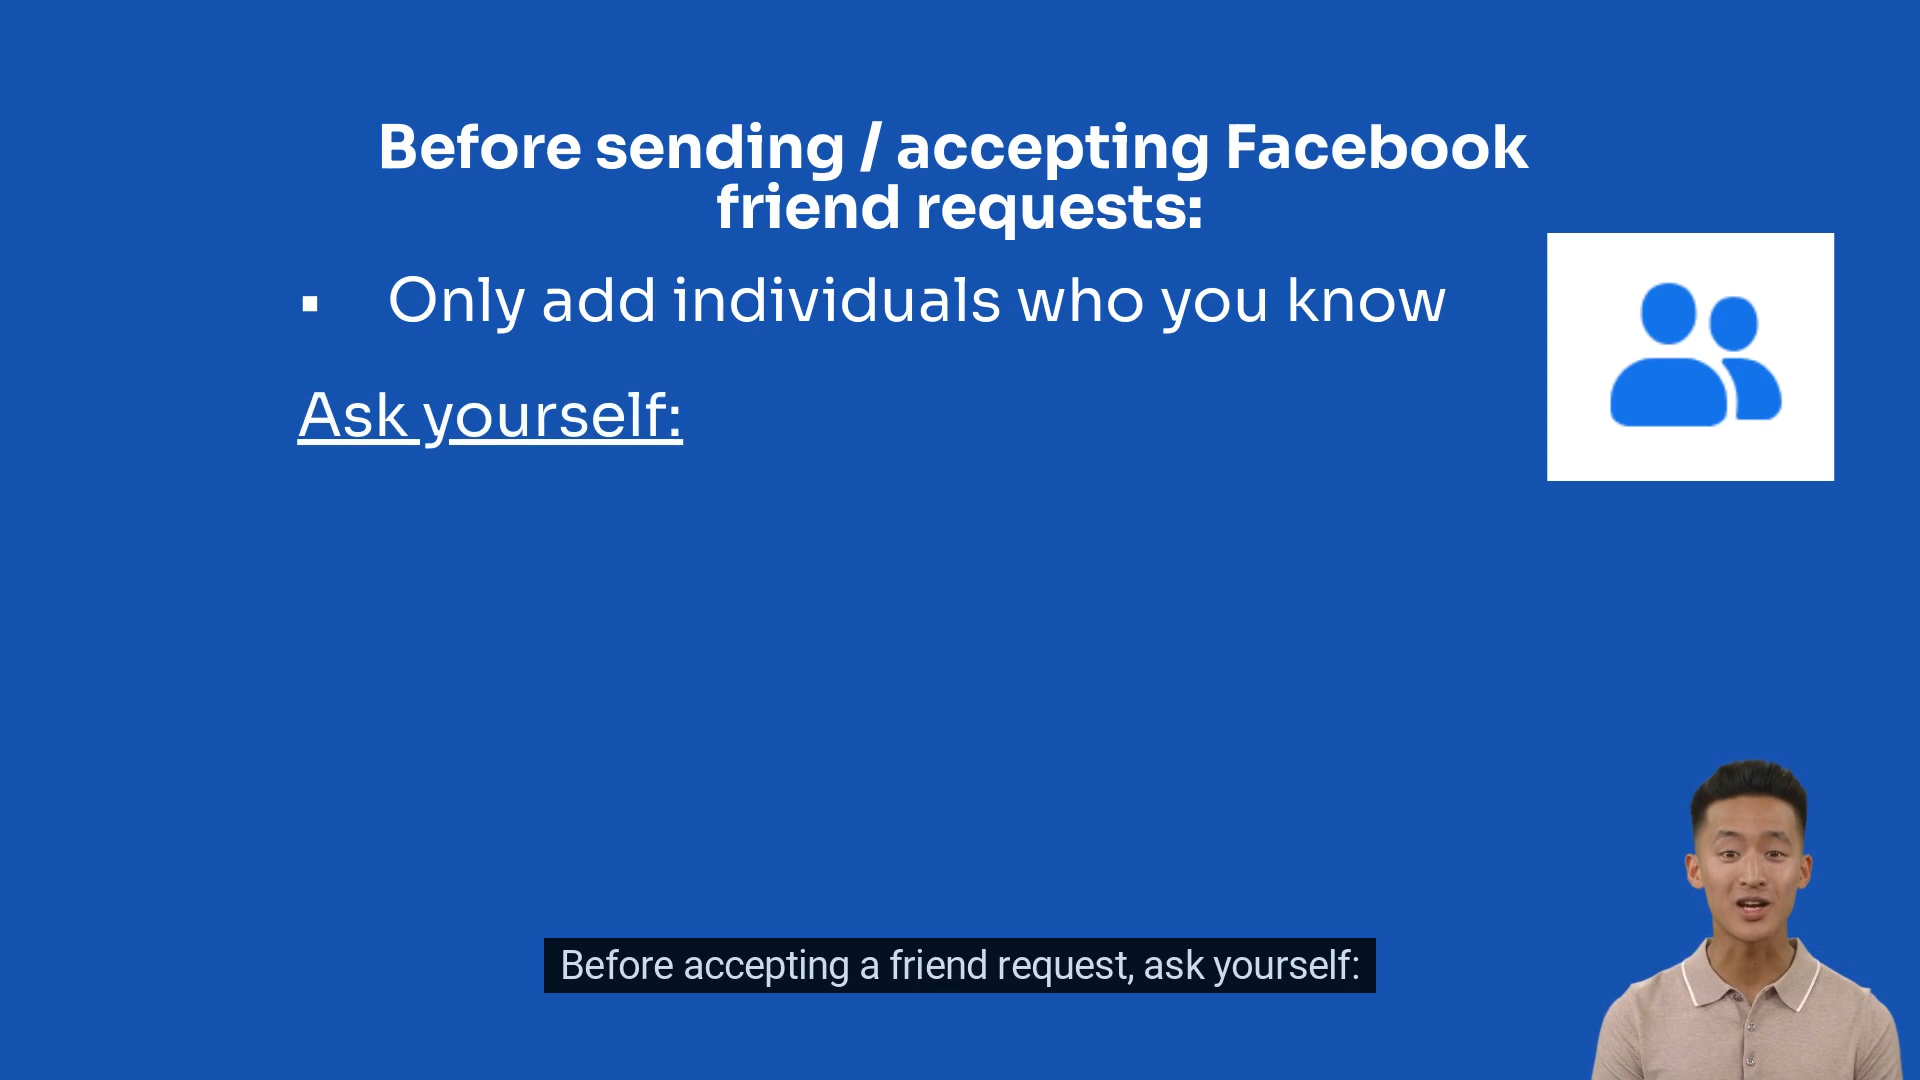 Before sending / accepting Facebook
friend requests:
▪ Only add individuals who you know
Ask yourself:
Before accepting a friend request, ask yourself: